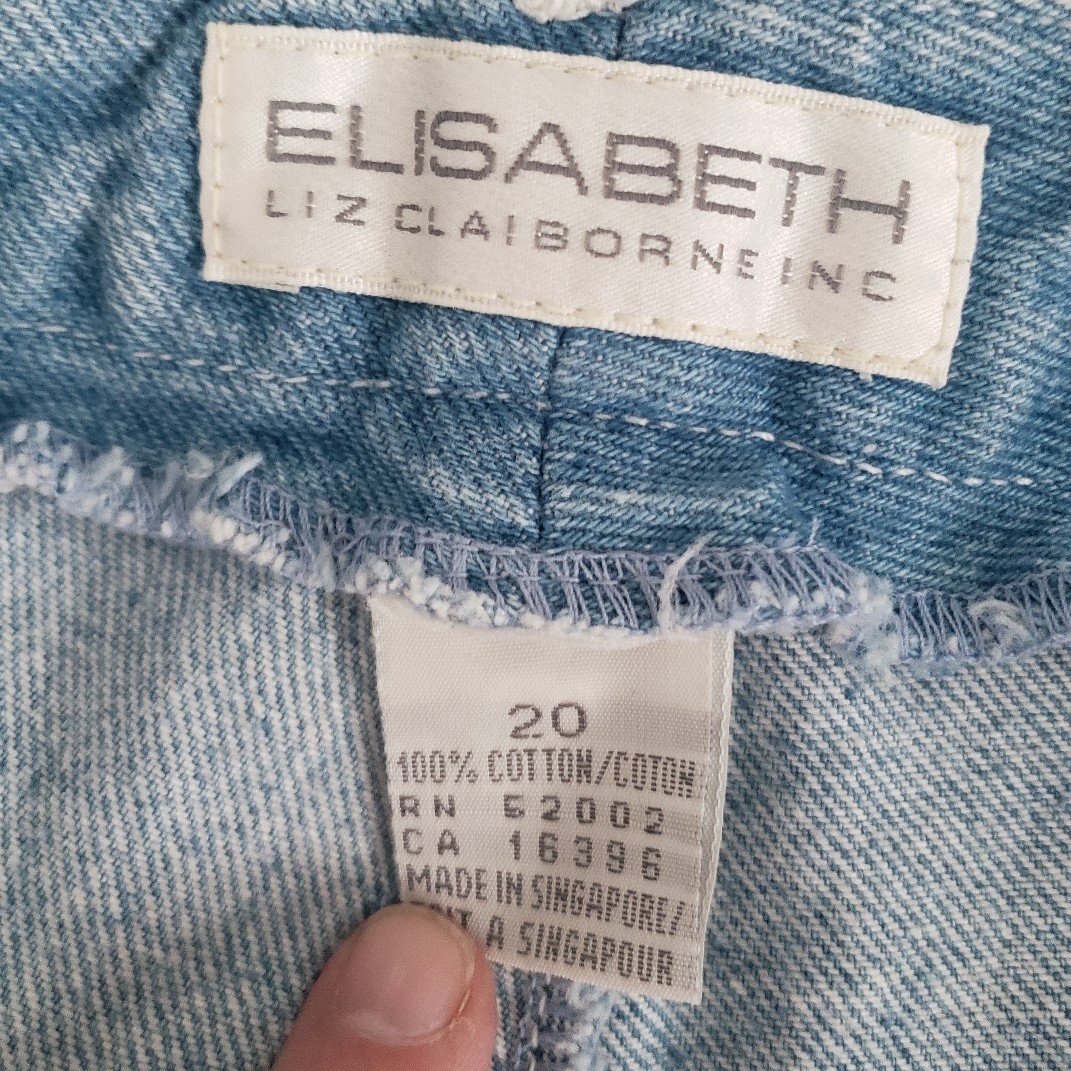 ELISABETH
LIZ CLAIBORNE INC
20
100% COTTON/COTON
RN 52002
CA 16396
MADE IN SINGAPORE/
A SINGAPOUR